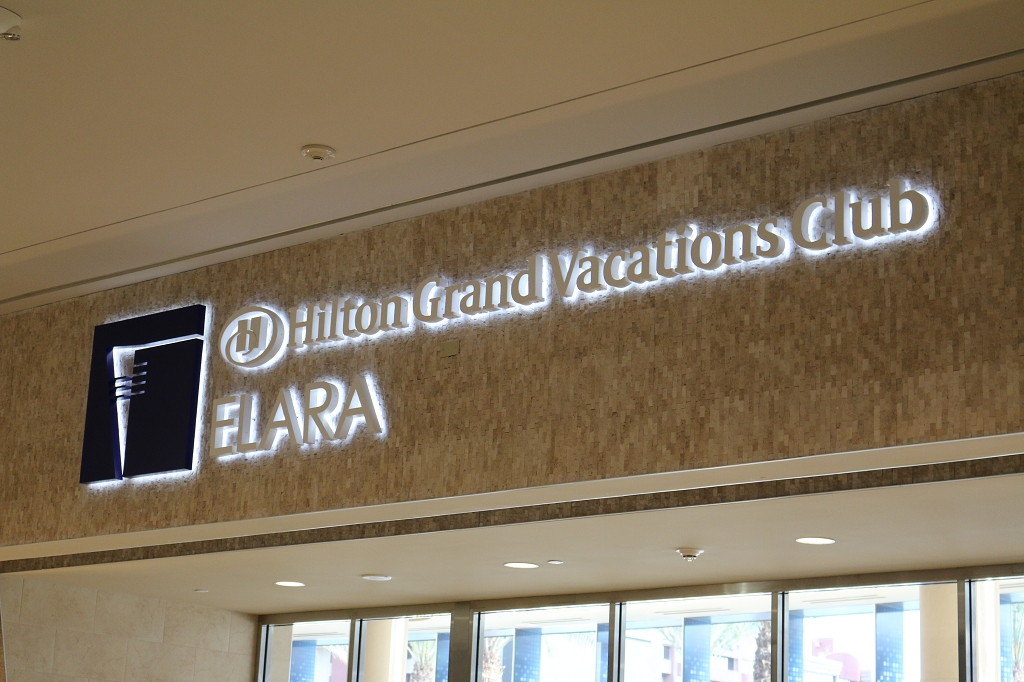 H Hilton Grand Vacations Club
ELARA